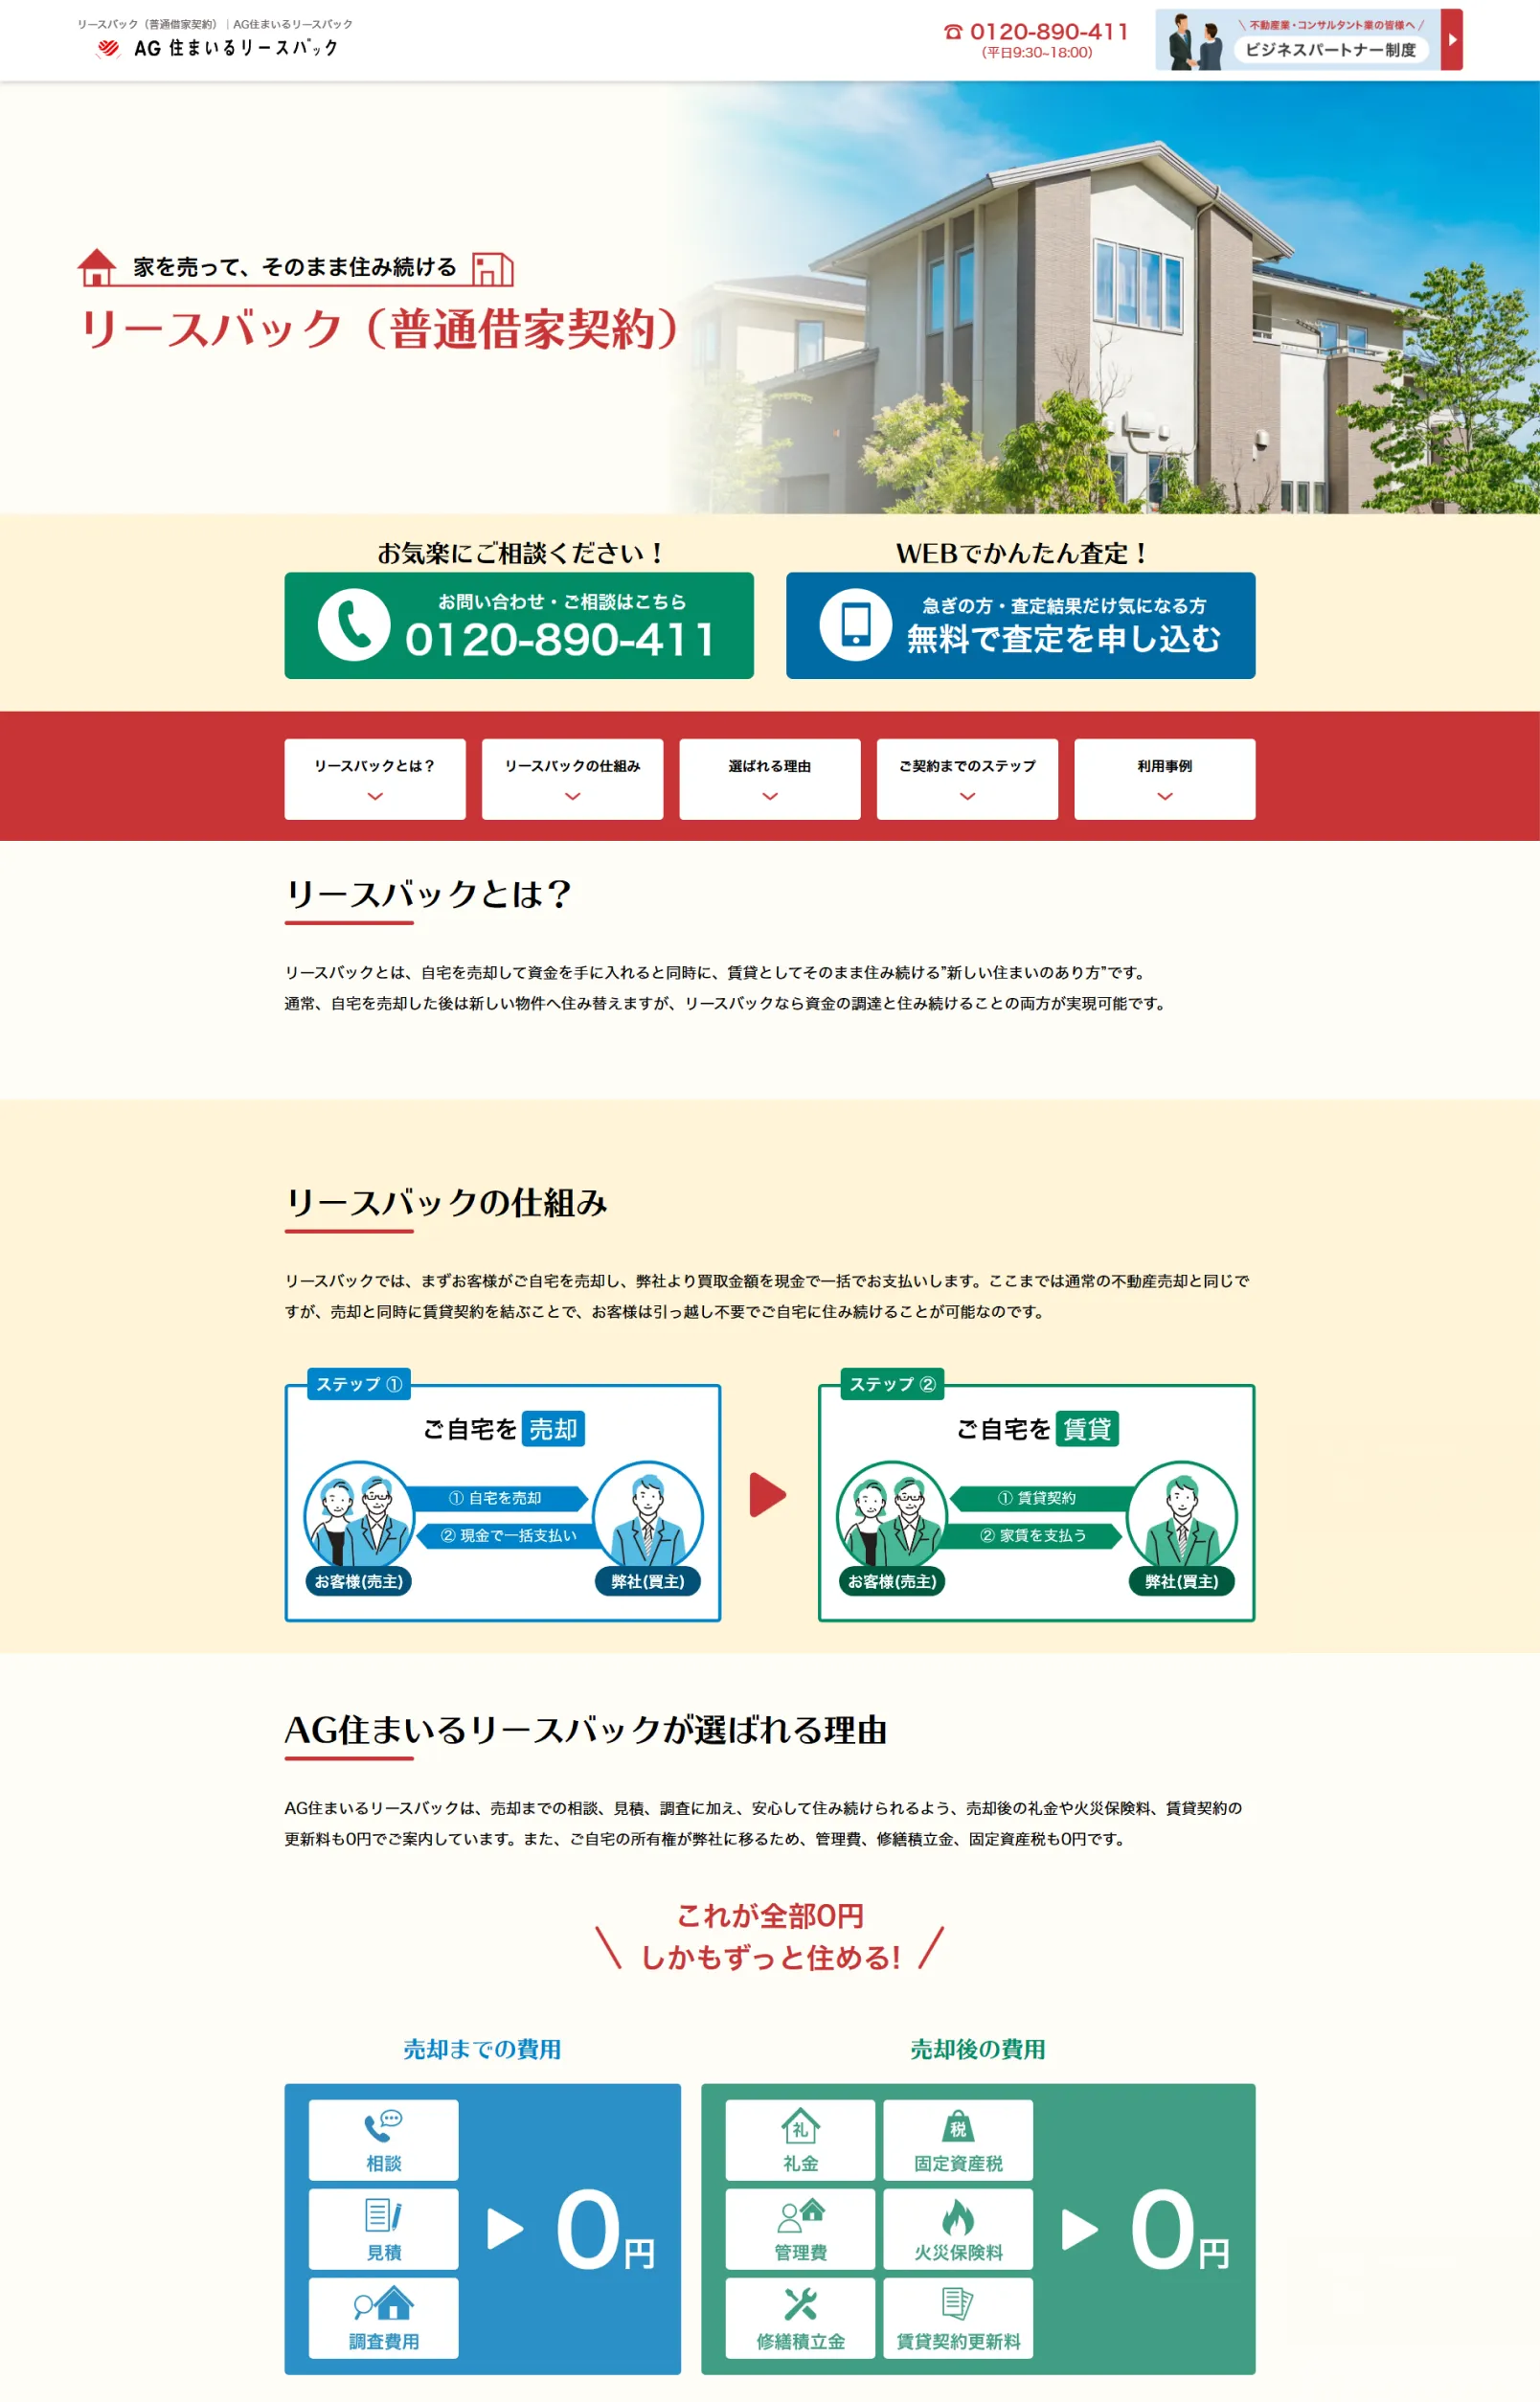 リースバック（普通借家契約）｜AG住まいるリースバック
AG 住まいるリースバック
0120-890-411
(平日9:30~18:00)
\ 不動産業・コンサルタント業の皆様へ /
ビジネスパートナー制度
家を売って、そのまま住み続ける
リースバック（普通借家契約）
お気楽にご相談ください！
お問い合わせ・ご相談はこちら
0120-890-411
WEBでかんたん査定！
急ぎの方・査定結果だけ気になる方
無料で査定を申し込む
リースバックとは？
リースバックの仕組み
選ばれる理由
ご契約までのステップ
利用事例
リースバックとは？
リースバックとは、自宅を売却して資金を手に入れると同時に、賃貸としてそのまま住み続ける”新しい住まいのあり方”です。
通常、自宅を売却した後は新しい物件へ住み替えますが、リースバックなら資金の調達と住み続けることの両方が実現可能です。
リースバックの仕組み
リースバックでは、まずお客様がご自宅を売却し、弊社より買取金額を現金で一括でお支払いします。ここまでは通常の不動産売却と同じで
すが、売却と同時に賃貸契約を結ぶことで、お客様は引っ越し不要でご自宅に住み続けることが可能なのです。
ステップ ①
ご自宅を 売却
① 自宅を売却
② 現金で一括支払い
お客様(売主)
弊社(買主)
ステップ ②
ご自宅を 賃貸
① 賃貸契約
② 家賃を支払う
お客様(売主)
弊社(買主)
AG住まいるリースバックが選ばれる理由
AG住まいるリースバックは、売却までの相談、見積、調査に加え、安心して住み続けられるよう、売却後の礼金や火災保険料、賃貸契約の
更新料も0円でご案内しています。また、ご自宅の所有権が弊社に移るため、管理費、修繕積立金、固定資産税も0円です。
これが全部0円
しかもずっと住める!
売却までの費用
相談
見積
調査費用
0円
売却後の費用
礼
礼金
税
固定資産税
管理費
火災保険料
修繕積立金
賃貸契約更新料
0円